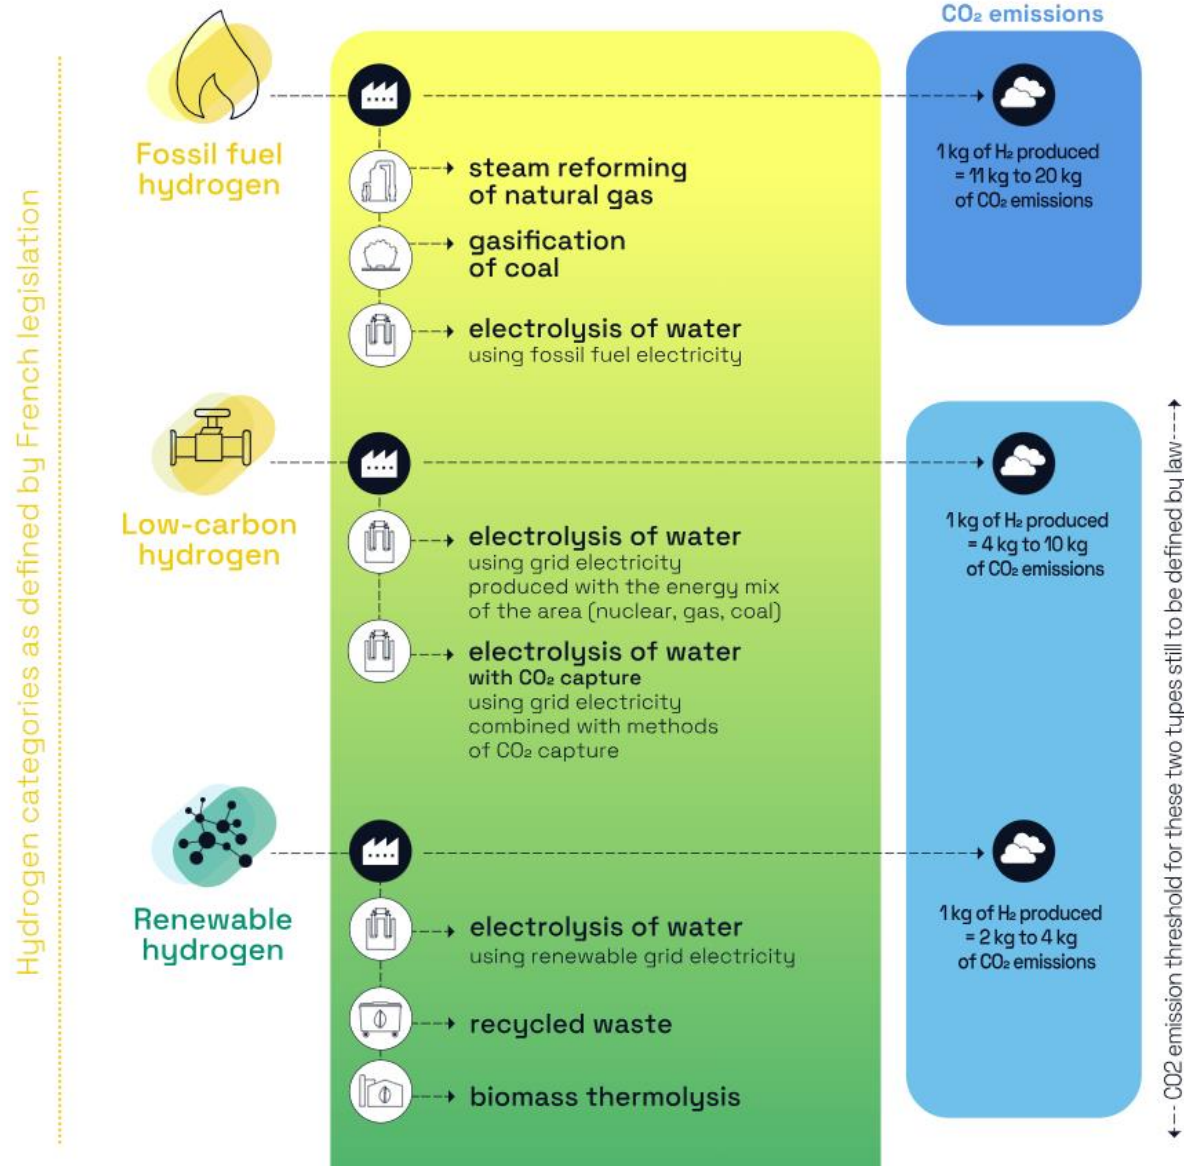 CO₂ emissions
Hydrogen categories as defined by French legislation
Fossil fuel
hydrogen
steam reforming
of natural gas
gasification
of coal
electrolysis of water
using fossil fuel electricity
1 kg of H₂ produced
= 11 kg to 20 kg
of CO₂ emissions
Low-carbon
hydrogen
electrolysis of water
using grid electricity
produced with the energy mix
of the area (nuclear, gas, coal)
electrolysis of water
with CO₂ capture
using grid electricity
combined with methods
of CO₂ capture
1 kg of H₂ produced
= 4 kg to 10 kg
of CO₂ emissions
Renewable
hydrogen
electrolysis of water
using renewable grid electricity
recycled waste
biomass thermolysis
1 kg of H₂ produced
= 2 kg to 4 kg
of CO₂ emissions
CO2 emission threshold for these two types still to be defined by law